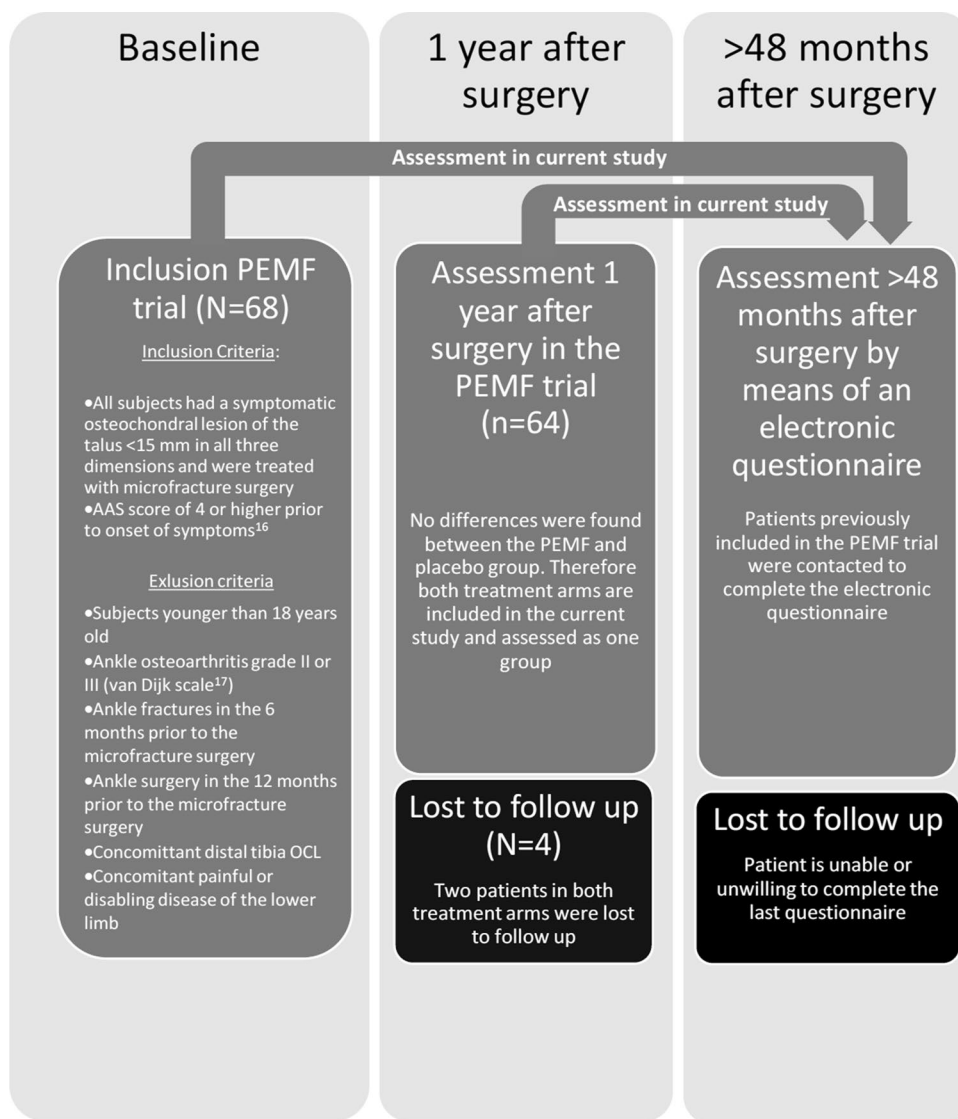 Baseline
1 year after
surgery
>48 months
after surgery
Assessment in current study
Assessment in current study
Inclusion PEMF
trial (N=68)
Inclusion Criteria:
•All subjects had a symptomatic
osteochondral lesion of the
talus <15 mm in all three
dimensions and were treated
with microfracture surgery
•AAS score of 4 or higher prior
to onset of symptoms16
Exlusion criteria
•Subjects younger than 18 years
old
•Ankle osteoarthritis grade II or
III (van Dijk scale17)
•Ankle fractures in the 6
months prior to the
microfracture surgery
•Ankle surgery in the 12 months
prior to the microfracture
surgery
•Concomittant distal tibia OCL
•Concomitant painful or
disabling disease of the lower
limb
Assessment 1
year after
surgery in the
PEMF trial
(n=64)
No differences were found
between the PEMF and
placebo group. Therefore
both treatment arms are
included in the current
study and assessed as one
group
Lost to follow up
(N=4)
Two patients in both
treatment arms were lost
to follow up
Assessment >48
months after
surgery by
means of an
electronic
questionnaire
Patients previously
included in the PEMF trial
were contacted to
complete the electronic
questionnaire
Lost to follow up
Patient is unable or
unwilling to complete the
last questionnaire